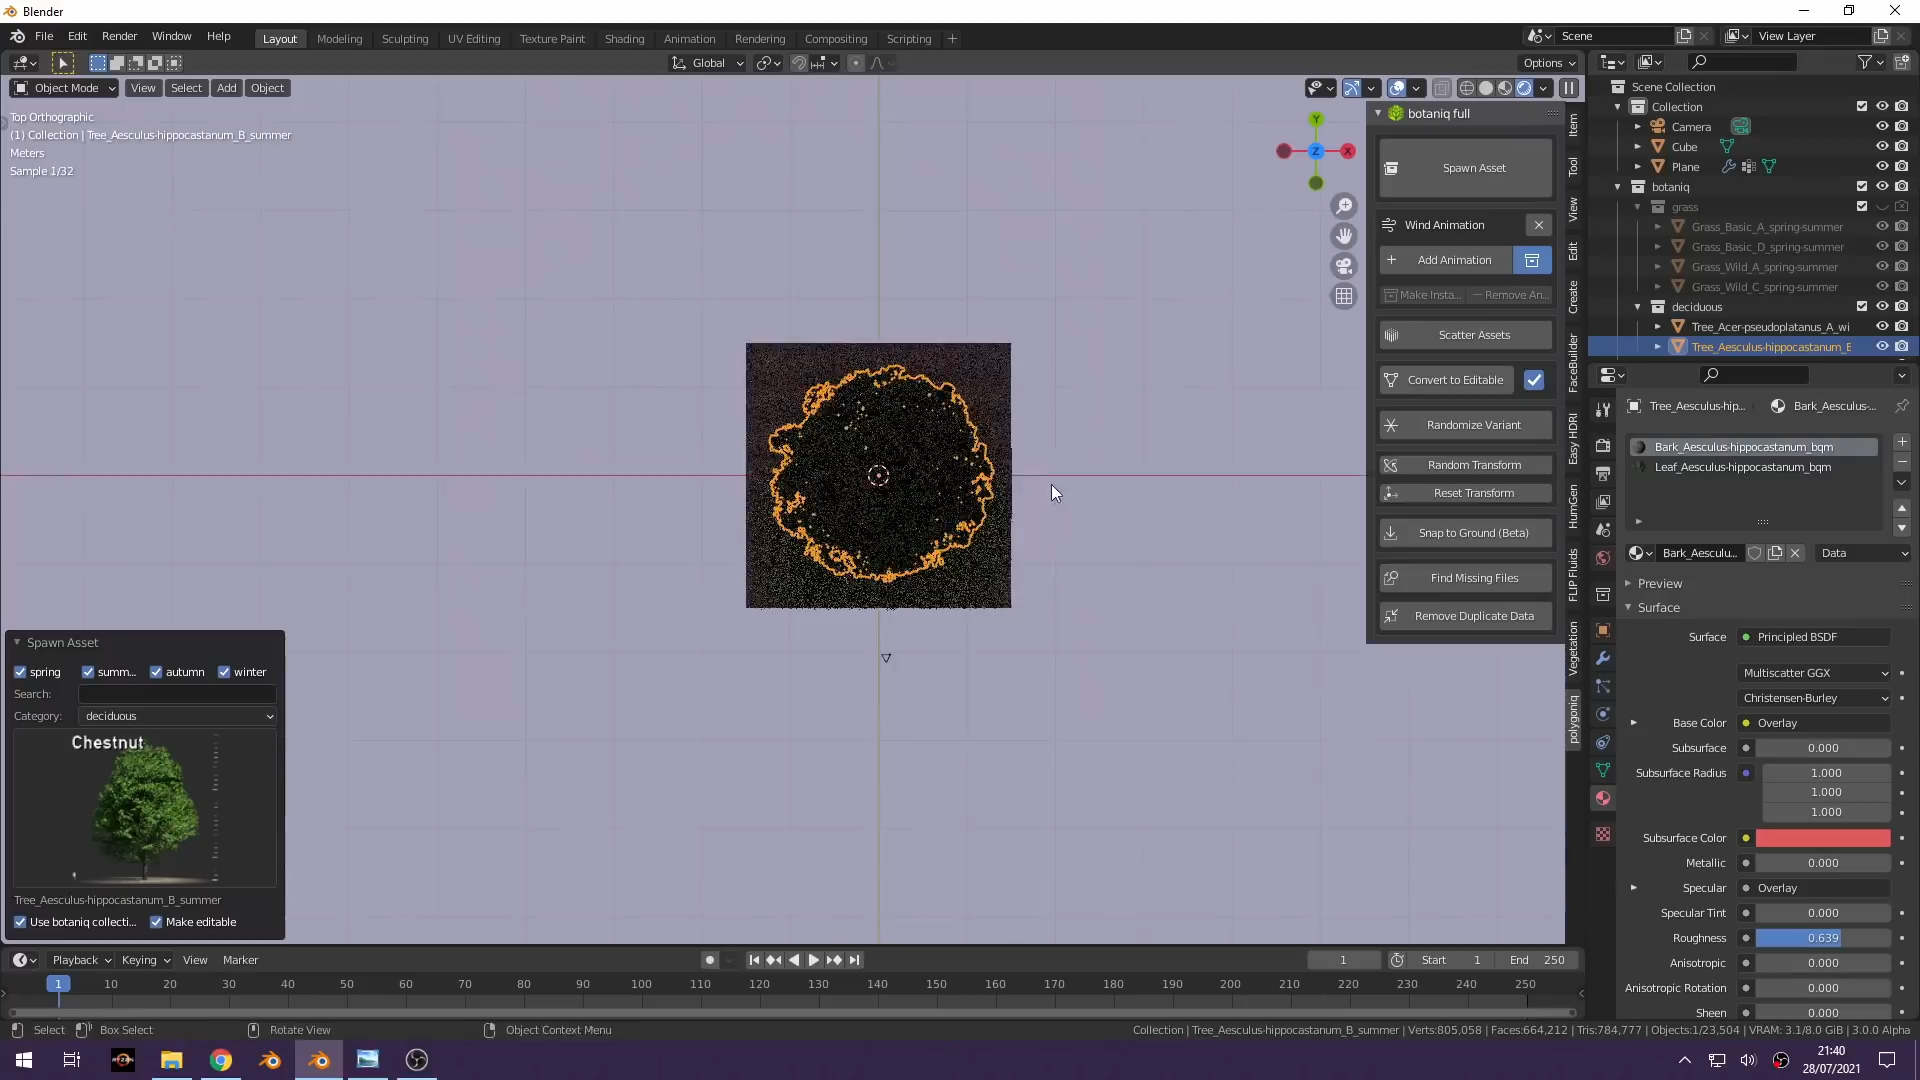 Blender
File Edit Render Window Help
Layout Modeling Sculpting UV Editing Texture Paint Shading Animation Rendering Compositing Scripting +
Scene View Layer
Global Options
Object Mode View Select Add Object
Top Orthographic
(1) Collection | Tree_Aesculus-hippocastanum_B_summer
Meters
Sample 1/32
Y
Z
X
botaniq full
Spawn Asset
Wind Animation
Add Animation
Make Insta... Remove An...
Scatter Assets
Convert to Editable
Randomize Variant
Random Transform
Reset Transform
Snap to Ground (Beta)
Find Missing Files
Remove Duplicate Data
Item
Tool
View
Edit
Create
FaceBuilder
Easy HDRI
HumGen
FLIP Fluids
Vegetation
polygoniq
Scene Collection
Collection
Camera
Cube
Plane
botaniq
grass
Grass_Basic_A_spring-summer
Grass_Basic_D_spring-summer
Grass_Wild_A_spring-summer
Grass_Wild_C_spring-summer
deciduous
Tree_Acer-pseudoplatanus_A_wi
Tree_Aesculus-hippocastanum_E
Tree_Aesculus-hip... Bark_Aesculus-...
Bark_Aesculus-hippocastanum_bqm
Leaf_Aesculus-hippocastanum_bqm
Bark_Aesculu... Data
Preview
Surface
Surface Principled BSDF
Multiscatter GGX
Christensen-Burley
Base Color Overlay
Subsurface 0.000
Subsurface Radius 1.000
1.000
1.000
Subsurface Color
Metallic 0.000
Specular Overlay
Specular Tint 0.000
Roughness 0.639
Anisotropic 0.000
Anisotropic Rotation 0.000
Sheen 0.000
Spawn Asset
spring summ... autumn winter
Search:
Category: deciduous
Chestnut
Tree_Aesculus-hippocastanum_B_summer
Use botaniq collecti... Make editable
Playback Keying View Marker
1 Start 1 End 250
1 10 20 30 40 50 60 70 80 90 100 110 120 130 140 150 160 170 180 190 200 210 220 230 240 250
Select Box Select Rotate View Object Context Menu
Collection | Tree_Aesculus-hippocastanum_B_summer | Verts:805,058 | Faces:664,212 | Tris:784,777 | Objects:1/23,504 | VRAM: 3.1/8.0 GiB | 3.0.0 Alpha
RYZEN
21:40
28/07/2021